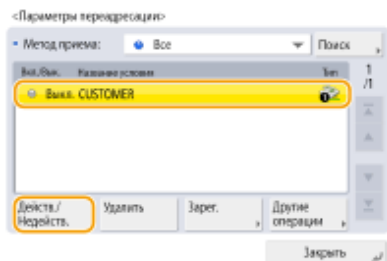 <Параметры переадресации>
Метод приема: Все Поиск
Вкл./Вык. Название условия Тип
Выкл. CUSTOMER
1
/1
Действ./
Недейств. Удалить Зарег. Другие
операции
Закрыть